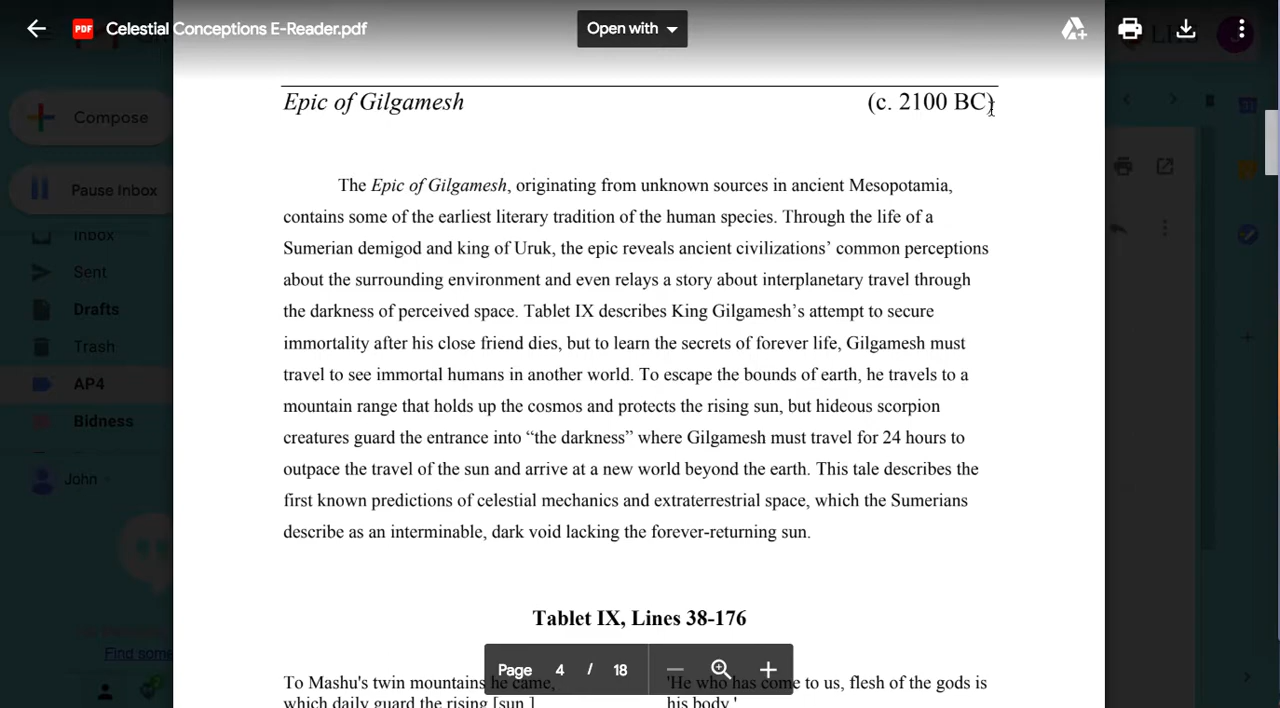 Celestial Conceptions E-Reader.pdf
Open with
PDF
Compose
Pause Inbox
Inbox
Sent
Drafts
Trash
AP4
Bidness
John
Find some
Epic of Gilgamesh (c. 2100 BC)
The Epic of Gilgamesh, originating from unknown sources in ancient Mesopotamia,
contains some of the earliest literary tradition of the human species. Through the life of a
Sumerian demigod and king of Uruk, the epic reveals ancient civilizations’ common perceptions
about the surrounding environment and even relays a story about interplanetary travel through
the darkness of perceived space. Tablet IX describes King Gilgamesh’s attempt to secure
immortality after his close friend dies, but to learn the secrets of forever life, Gilgamesh must
travel to see immortal humans in another world. To escape the bounds of earth, he travels to a
mountain range that holds up the cosmos and protects the rising sun, but hideous scorpion
creatures guard the entrance into “the darkness” where Gilgamesh must travel for 24 hours to
outpace the travel of the sun and arrive at a new world beyond the earth. This tale describes the
first known predictions of celestial mechanics and extraterrestrial space, which the Sumerians
describe as an interminable, dark void lacking the forever-returning sun.
Tablet IX, Lines 38-176
To Mashu's twin mountains he came,
which daily guard the rising [sun,]
'He who has come to us, flesh of the gods is
his body.'
Page 4 / 18